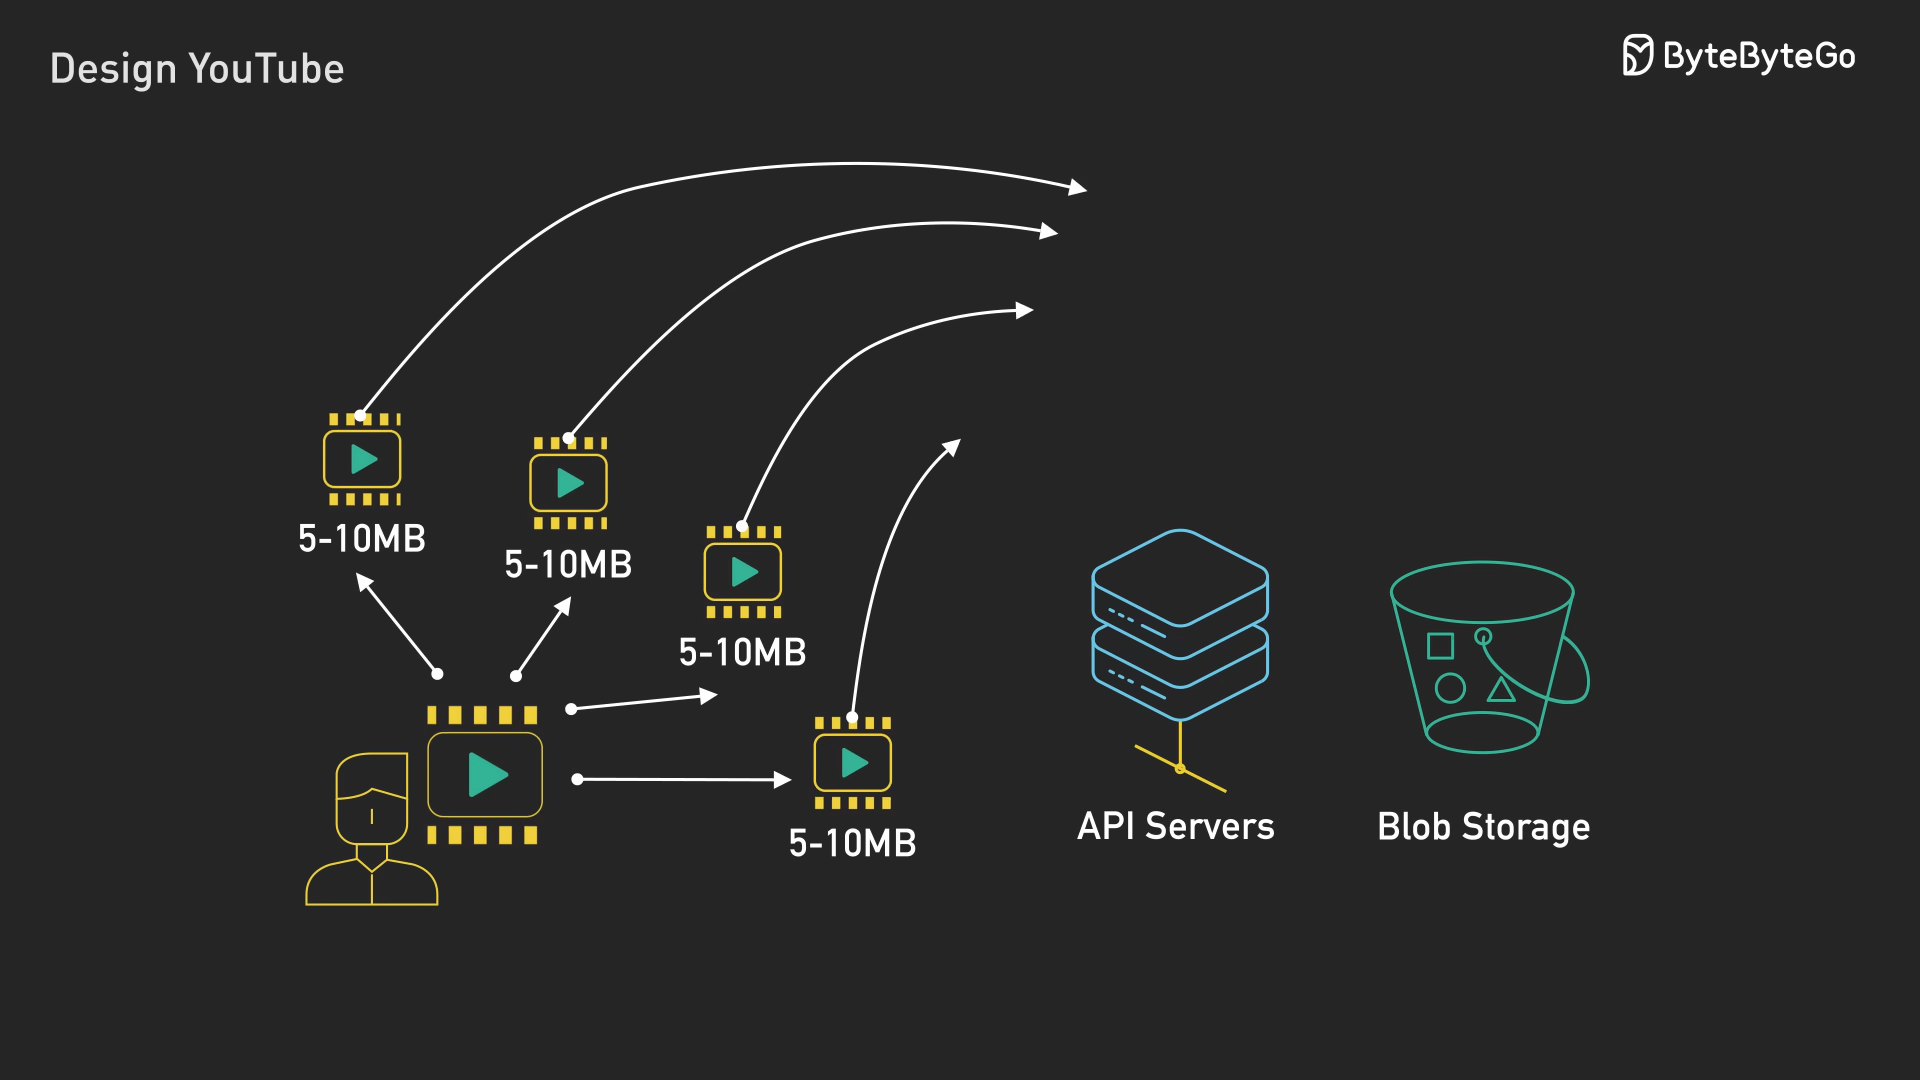 Design YouTube
ByteByteGo
5-10MB
5-10MB
5-10MB
5-10MB
API Servers
Blob Storage